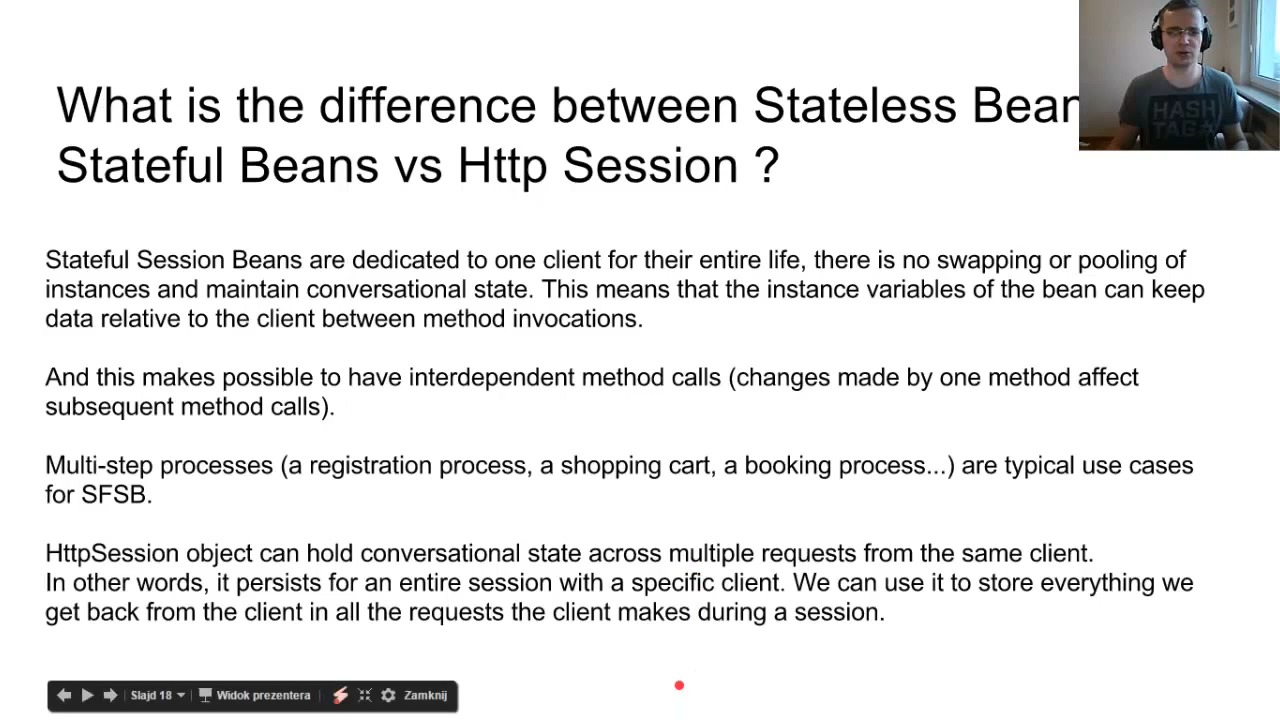 What is the difference between Stateless Bean
Stateful Beans vs Http Session ?
HASH
TAG#
Stateful Session Beans are dedicated to one client for their entire life, there is no swapping or pooling of
instances and maintain conversational state. This means that the instance variables of the bean can keep
data relative to the client between method invocations.
And this makes possible to have interdependent method calls (changes made by one method affect
subsequent method calls).
Multi-step processes (a registration process, a shopping cart, a booking process...) are typical use cases
for SFSB.
HttpSession object can hold conversational state across multiple requests from the same client.
In other words, it persists for an entire session with a specific client. We can use it to store everything we
get back from the client in all the requests the client makes during a session.
Slajd 18 Widok prezentera Zamknij